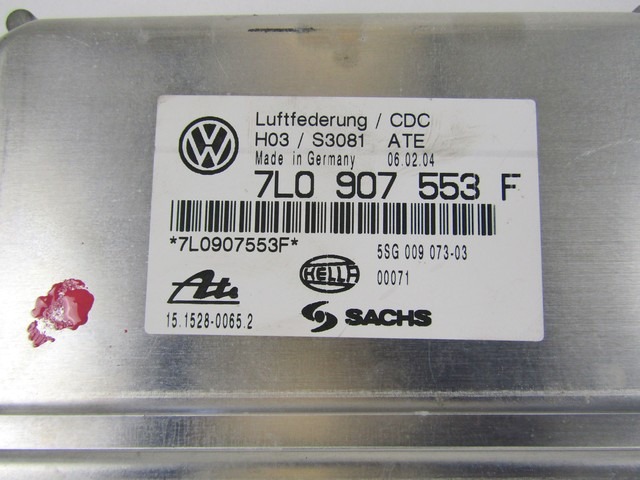 Luftfederung / CDC
H03 / S3081 ATE
Made in Germany 06.02.04
7L0 907 553 F
*7L0907553F*
5SG 009 073-03
HELLA
00071
Ate
15.1528-0065.2
SACHS